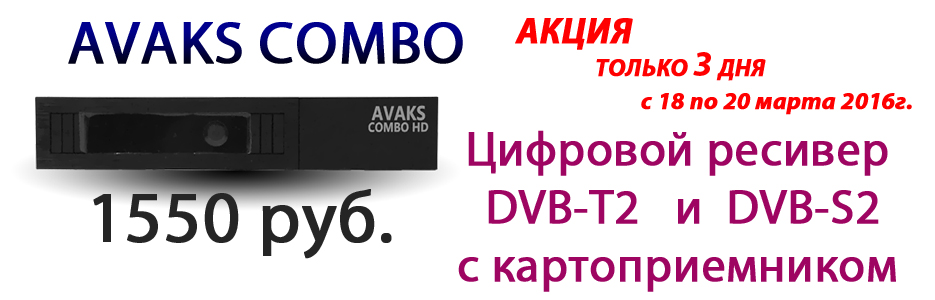 AVAKS COMBO
АКЦИЯ
ТОЛЬКО 3 ДНЯ
с 18 по 20 марта 2016г.
AVAKS
COMBO HD
1550 руб.
Цифровой ресивер
DVB-T2 и DVB-S2
с картоприемником